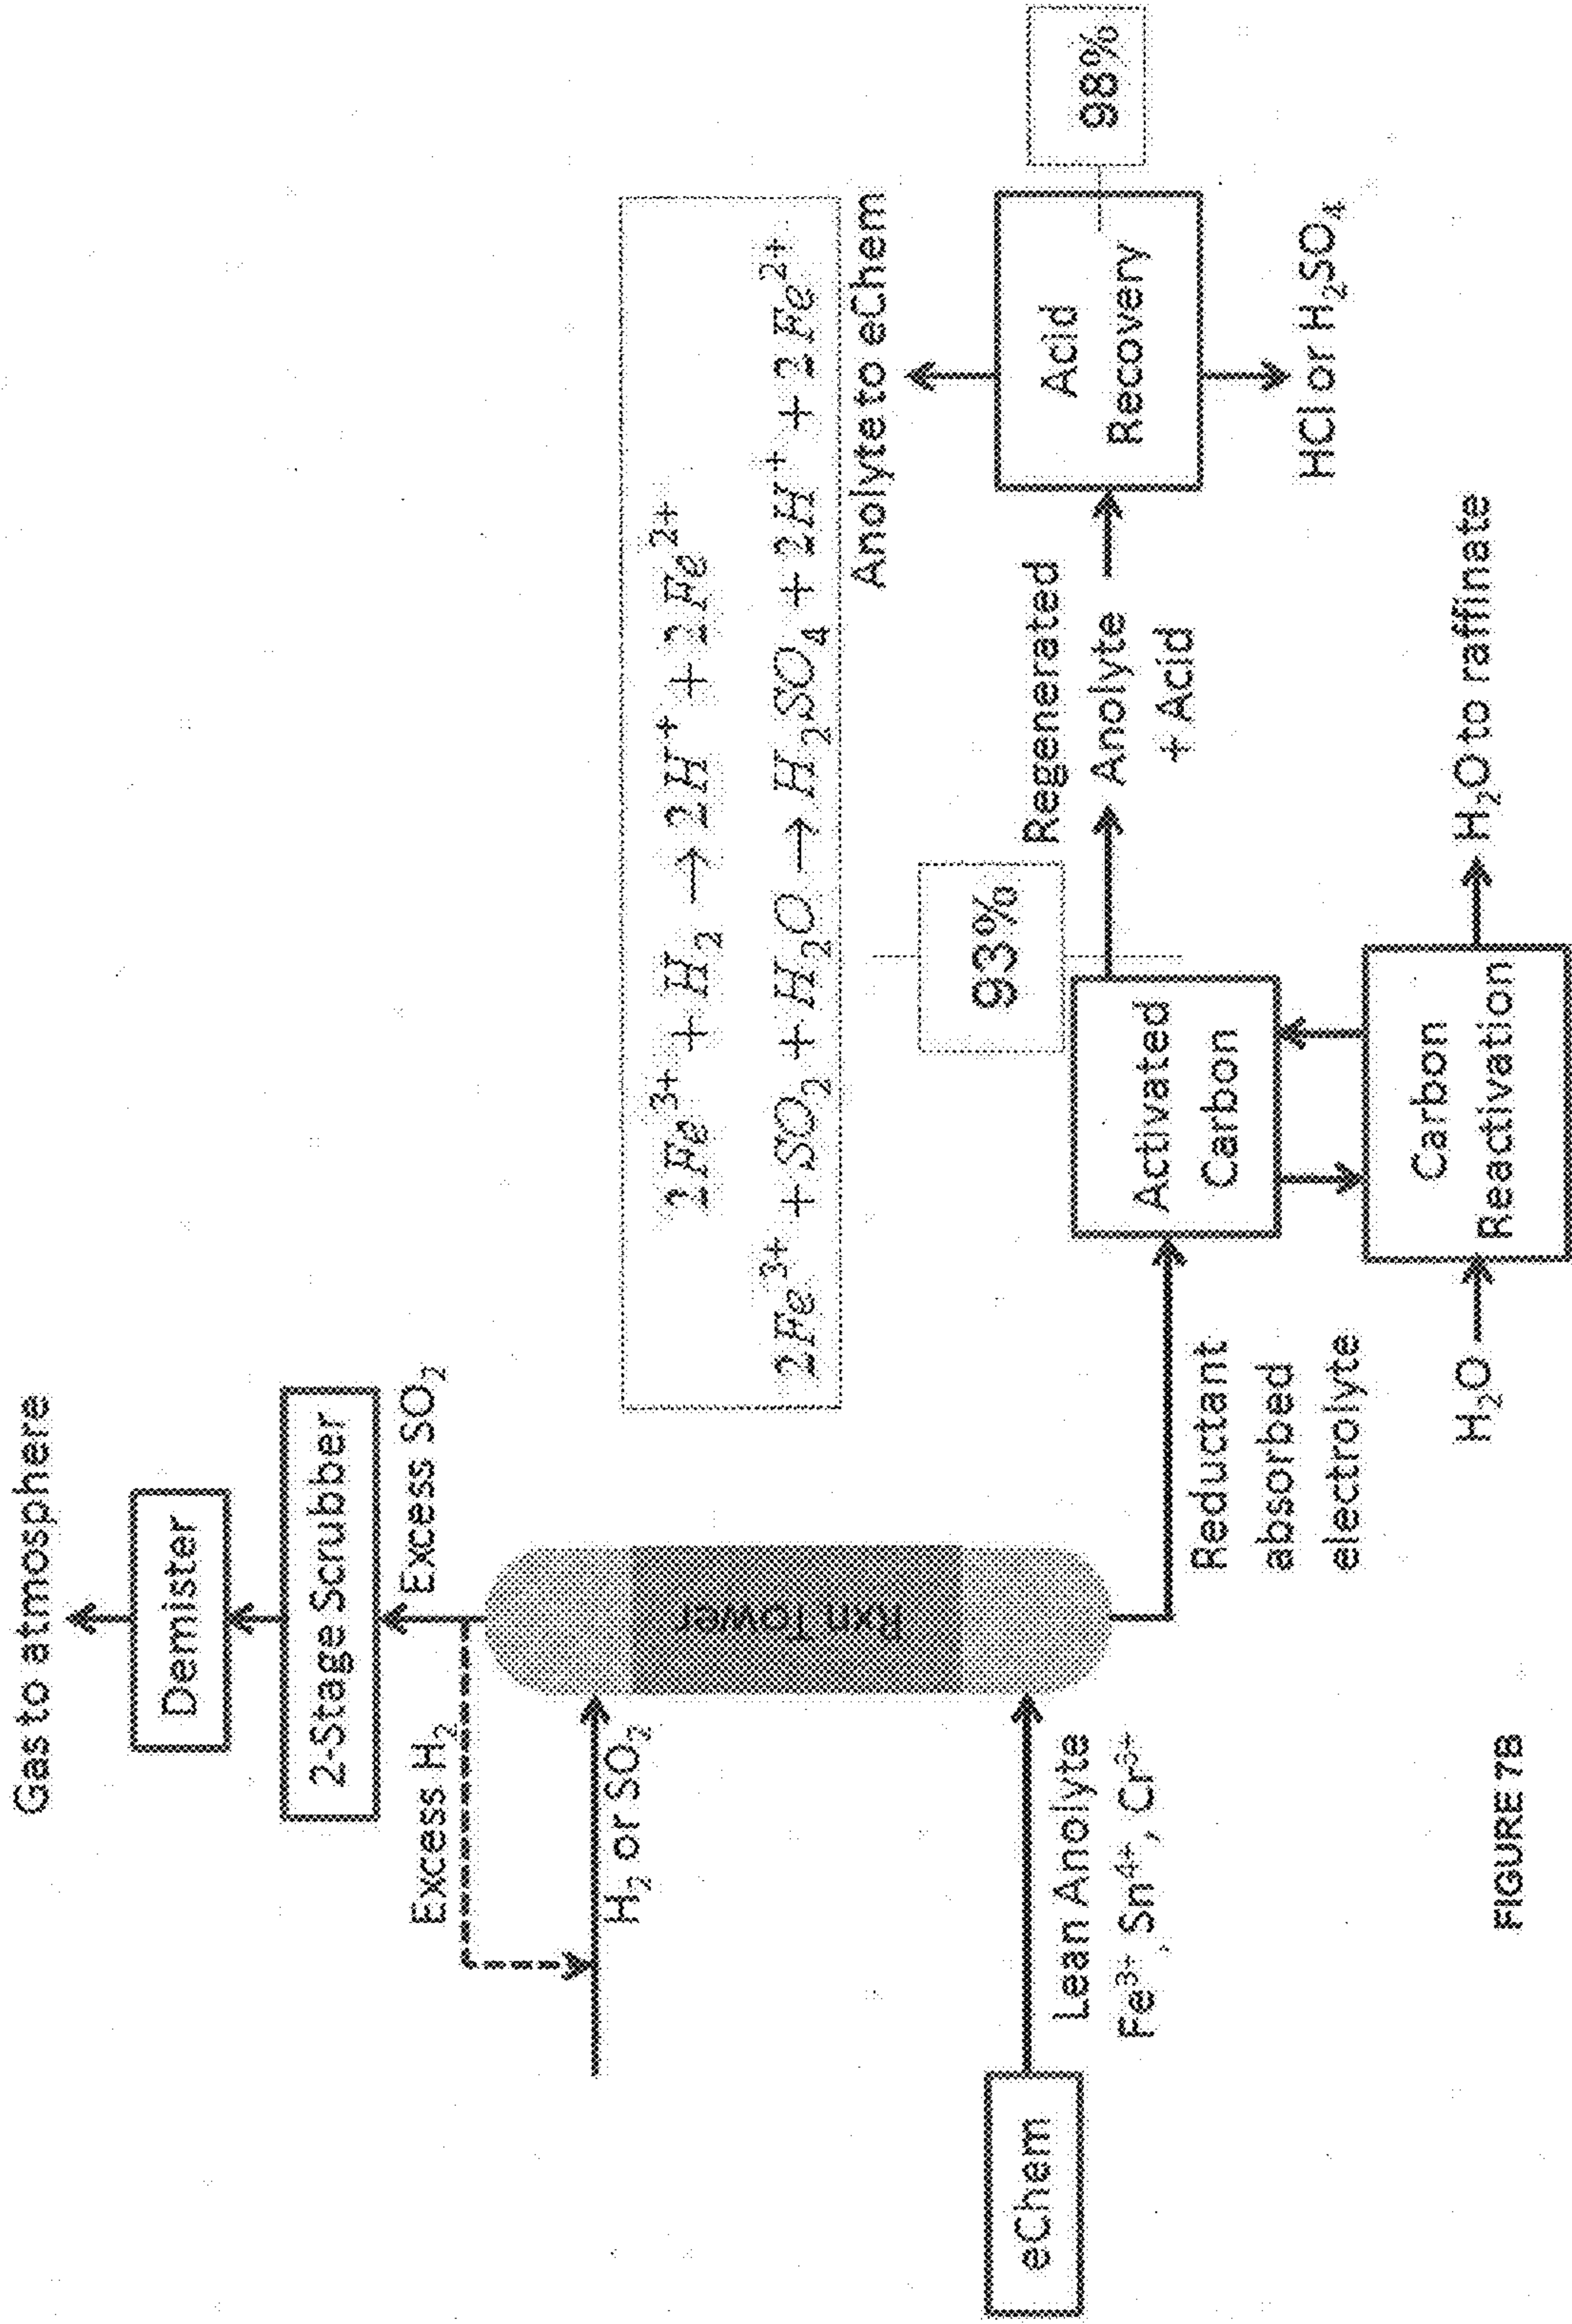 Gas to atmosphere
Demister
2-Stage Scrubber
Excess H₂
Excess SO₂
H₂ or SO₂
Rxn Tower
2Fe³⁺ + H₂ → 2H⁺ + 2Fe²⁺
2Fe³⁺ + SO₂ + H₂O → H₂SO₄ + 2H⁺ + 2Fe²⁺
Anolyte to eChem
eChem
Lean Anolyte
Fe³⁺, Sn⁴⁺,
Reductant
absorbed
electrolyte
93%
Activated
Carbon
Regenerated
Anolyte
+ Acid
Acid
Recovery
98%
HCl or H₂SO₄
H₂O
Carbon
Reactivation
H₂O to raffinate
FIGURE 7B